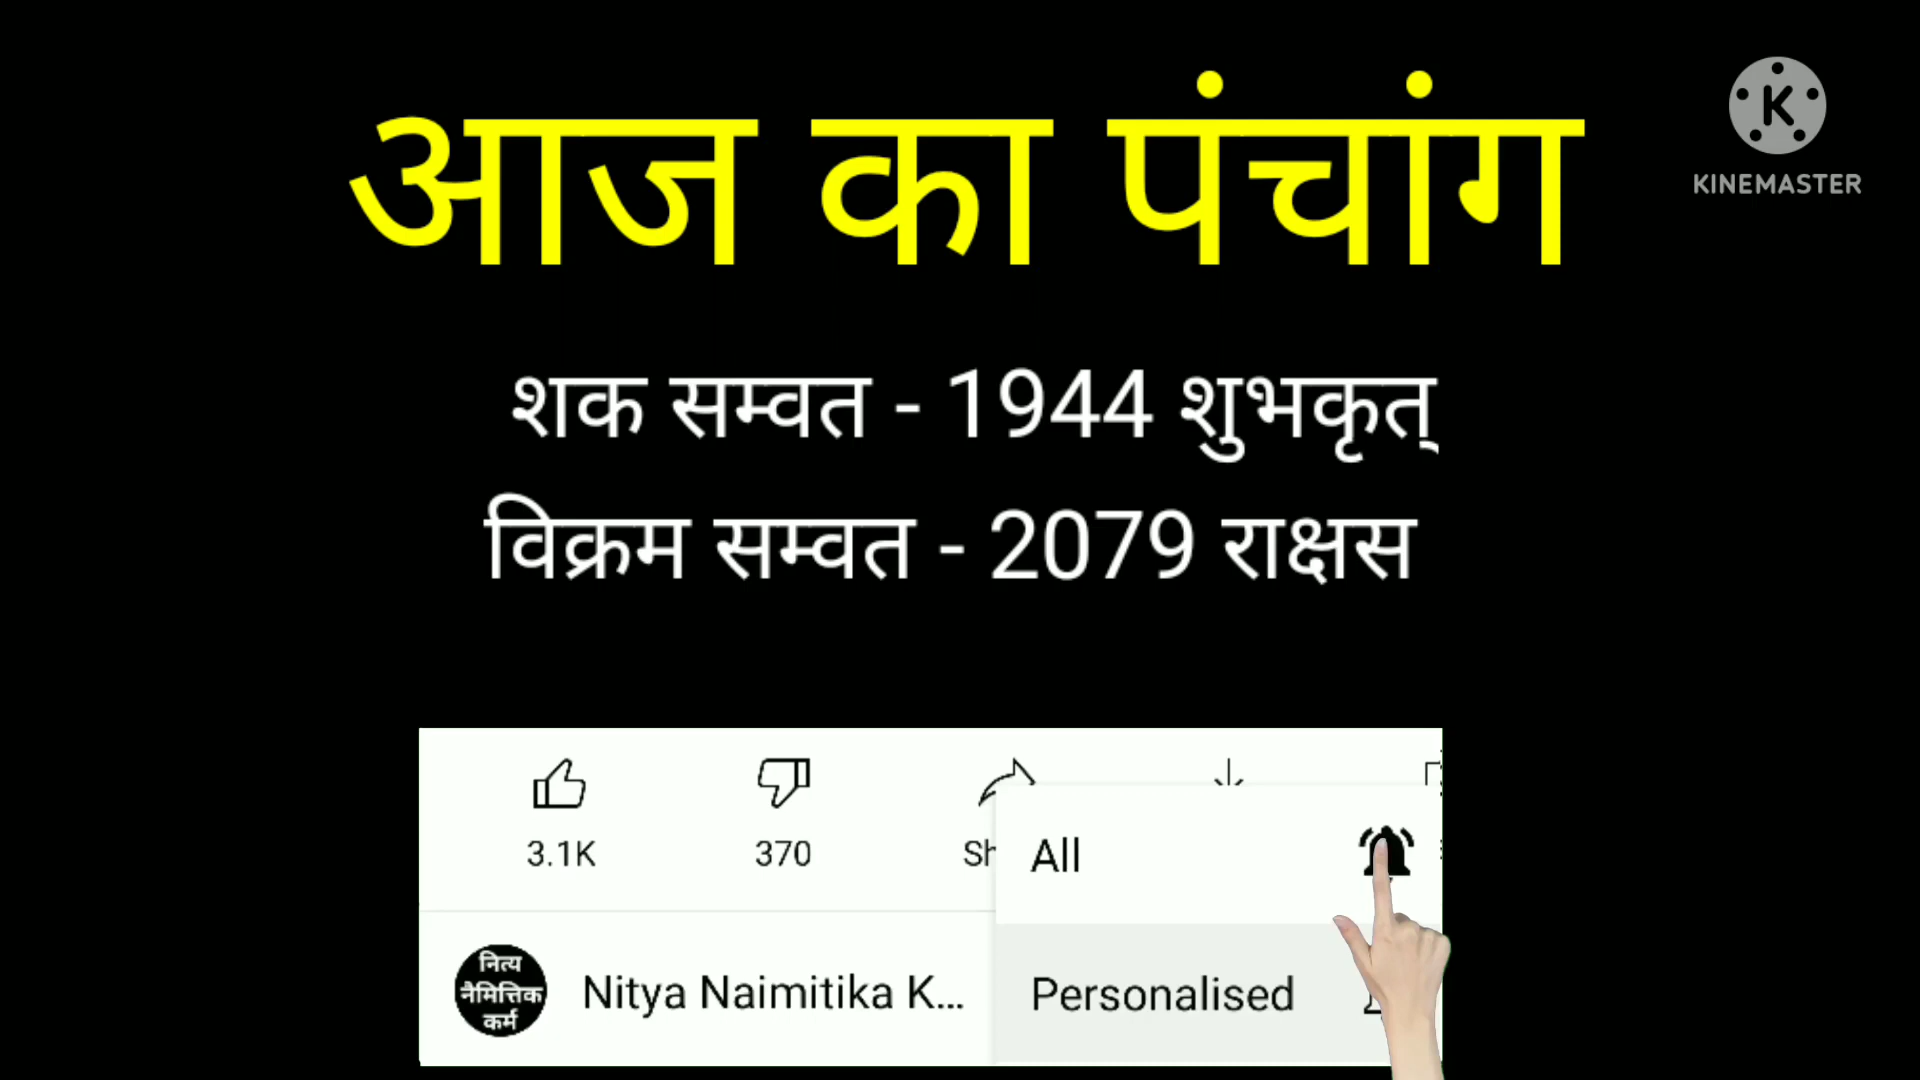 आज का पंचांग
KINEMASTER
शक सम्वत - 1944 शुभकृत्
विक्रम सम्वत - 2079 राक्षस
3.1K 370 Sh
All
नित्य
नैमित्तिक
कर्म
Nitya Naimitika K...
Personalised